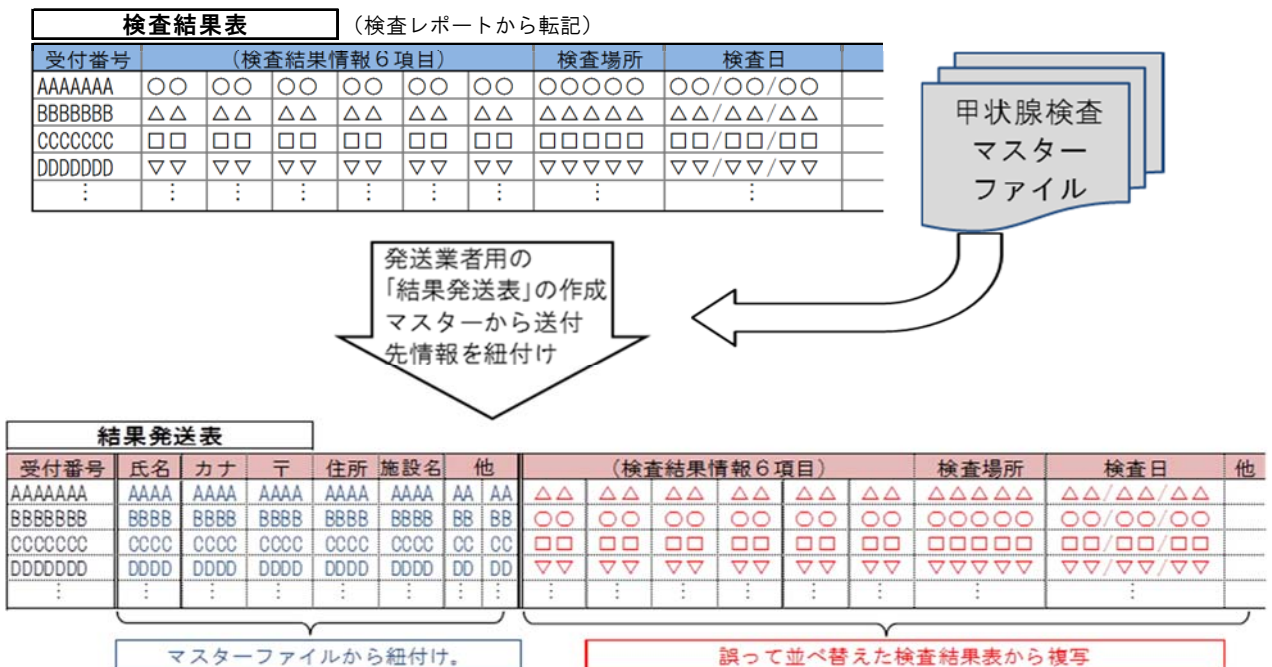 検査結果表 （検査レポートから転記）
受付番号 （検査結果情報６項目） 検査場所 検査日
AAAAAAA ○○ ○○ ○○ ○○ ○○ ○○ ○○○○○ ○○/○○/○○
BBBBBBB △△ △△ △△ △△ △△ △△ △△△△△ △△/△△/△△
CCCCCCC □□ □□ □□ □□ □□ □□ □□□□□ □□/□□/□□
DDDDDDD ▽▽ ▽▽ ▽▽ ▽▽ ▽▽ ▽▽ ▽▽▽▽▽ ▽▽/▽▽/▽▽
⋮ ⋮ ⋮ ⋮ ⋮ ⋮ ⋮ ⋮ ⋮
甲状腺検査
マスター
ファイル
発送業者用の
「結果発送表」の作成
マスターから送付
先情報を紐付け
結果発送表
受付番号 氏名 カナ 〒 住所 施設名 他 （検査結果情報６項目） 検査場所 検査日 他
AAAAAAA AAAA AAAA AAAA AAAA AAAA AA AA △△ △△ △△ △△ △△ △△ △△△△△ △△/△△/△△
BBBBBBB BBBB BBBB BBBB BBBB BBBB BB BB ○○ ○○ ○○ ○○ ○○ ○○ ○○○○○ ○○/○○/○○
CCCCCCC CCCC CCCC CCCC CCCC CCCC CC CC □□ □□ □□ □□ □□ □□ □□□□□ □□/□□/□□
DDDDDDD DDDD DDDD DDDD DDDD DDDD DD DD ▽▽ ▽▽ ▽▽ ▽▽ ▽▽ ▽▽ ▽▽▽▽▽ ▽▽/▽▽/▽▽
⋮ ⋮ ⋮ ⋮ ⋮ ⋮ ⋮ ⋮ ⋮ ⋮ ⋮ ⋮ ⋮ ⋮ ⋮ ⋮
マスターファイルから紐付け。
誤って並べ替えた検査結果表から複写